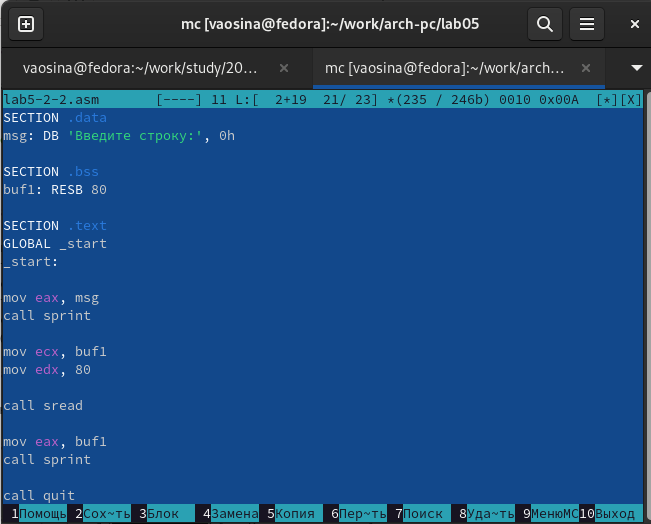 mc [vaosina@fedora]:~/work/arch-pc/lab05
vaosina@fedora:~/work/study/20...
mc [vaosina@fedora]:~/work/arch...
lab5-2-2.asm [----] 11 L:[ 2+19 21/ 23] *(235 / 246b) 0010 0x00A [*][X]
SECTION .data
msg: DB 'Введите строку:', 0h
SECTION .bss
buf1: RESB 80
SECTION .text
GLOBAL _start
_start:
mov eax, msg
call sprint
mov ecx, buf1
mov edx, 80
call sread
mov eax, buf1
call sprint
call quit
1Помощь 2Сох~ть 3Блок 4Замена 5Копия 6Пер~ть 7Поиск 8Уда~ть 9МенюМС 10Выход